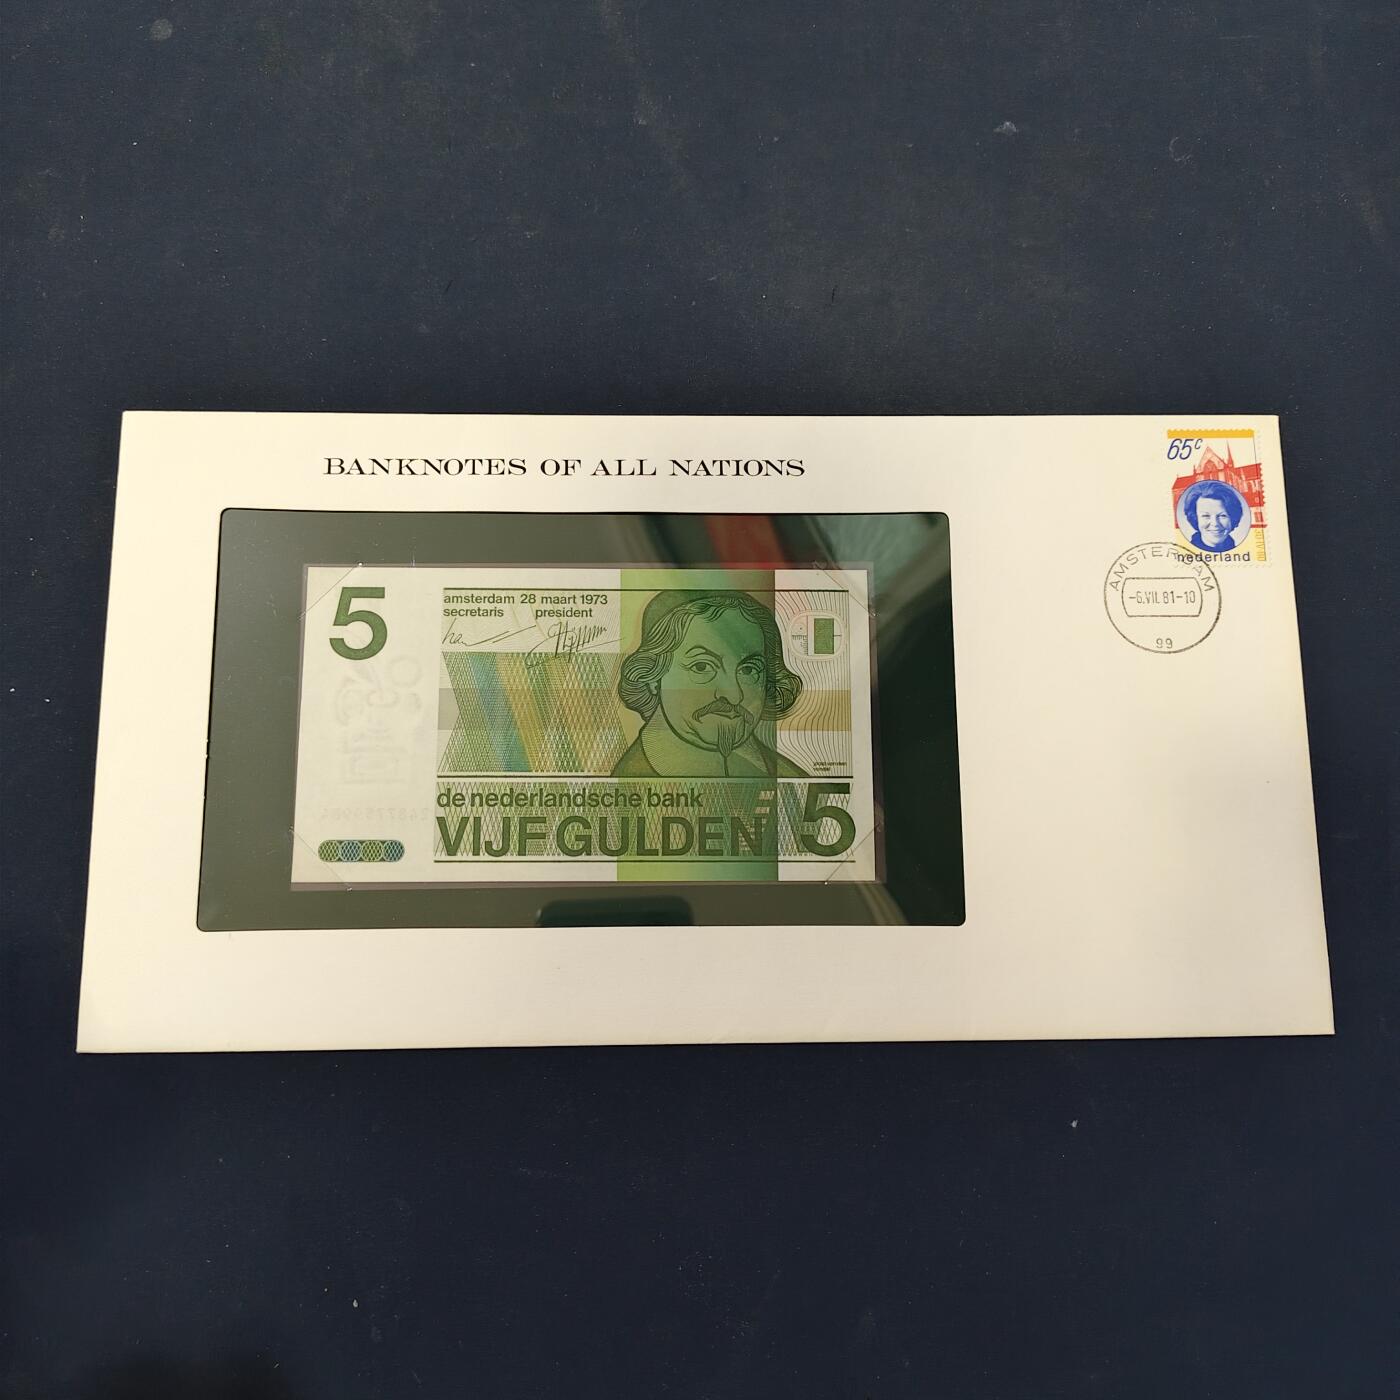 BANKNOTES OF ALL NATIONS
65c
nederland
AMSTERDAM
-6.VII.81-10
99
5
amsterdam 28 maart 1973
secretaris president
de nederlandsche bank
VIJF GULDEN
5